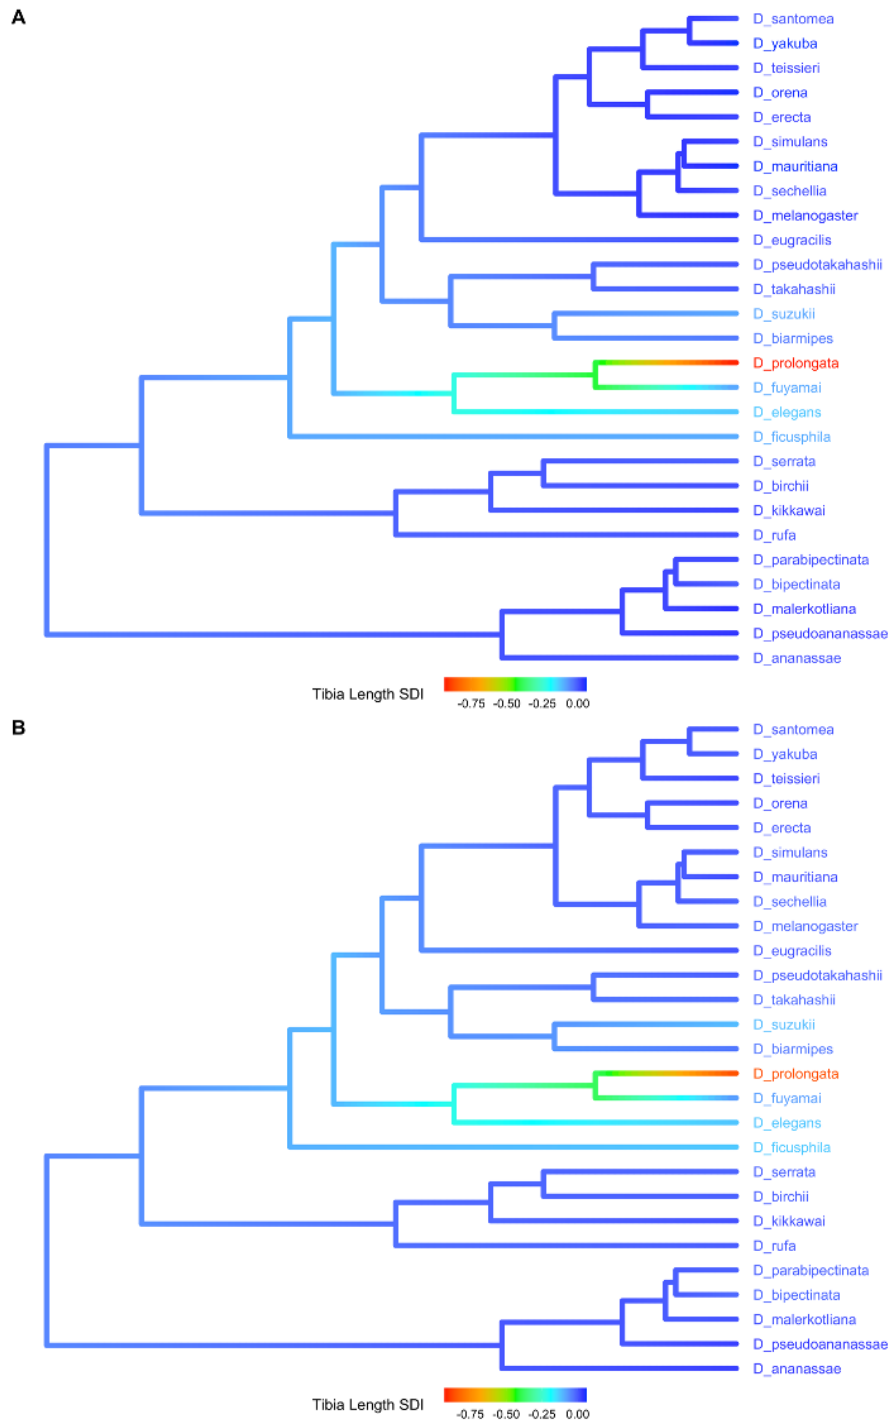 A
D_santomea
D_yakuba
D_teissieri
D_orena
D_erecta
D_simulans
D_mauritiana
D_sechellia
D_melanogaster
D_eugracilis
D_pseudotakahashii
D_takahashii
D_suzukii
D_biarmipes
D_prolongata
D_fuyamai
D_elegans
D_ficusphila
D_serrata
D_birchii
D_kikkawai
D_rufa
D_parabipectinata
D_bipectinata
D_malerkotliana
D_pseudoananassae
D_ananassae
Tibia Length SDI
-0.75 -0.50 -0.25 0.00
B
D_santomea
D_yakuba
D_teissieri
D_orena
D_erecta
D_simulans
D_mauritiana
D_sechellia
D_melanogaster
D_eugracilis
D_pseudotakahashii
D_takahashii
D_suzukii
D_biarmipes
D_prolongata
D_fuyamai
D_elegans
D_ficusphila
D_serrata
D_birchii
D_kikkawai
D_rufa
D_parabipectinata
D_bipectinata
D_malerkotliana
D_pseudoananassae
D_ananassae
Tibia Length SDI
-0.75 -0.50 -0.25 0.00